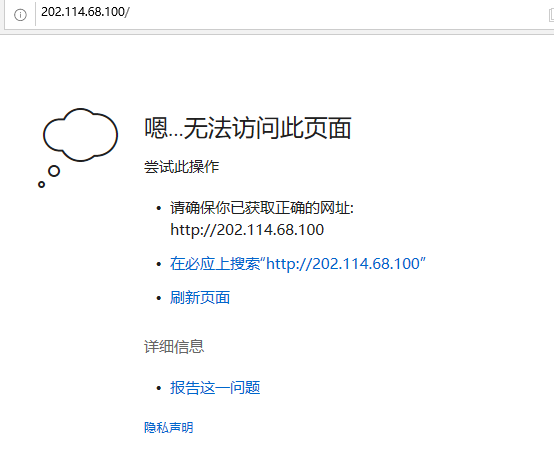 202.114.68.100/
嗯...无法访问此页面
尝试此操作
• 请确保你已获取正确的网址:
http://202.114.68.100
• 在必应上搜索“http://202.114.68.100”
• 刷新页面
详细信息
• 报告这一问题
隐私声明